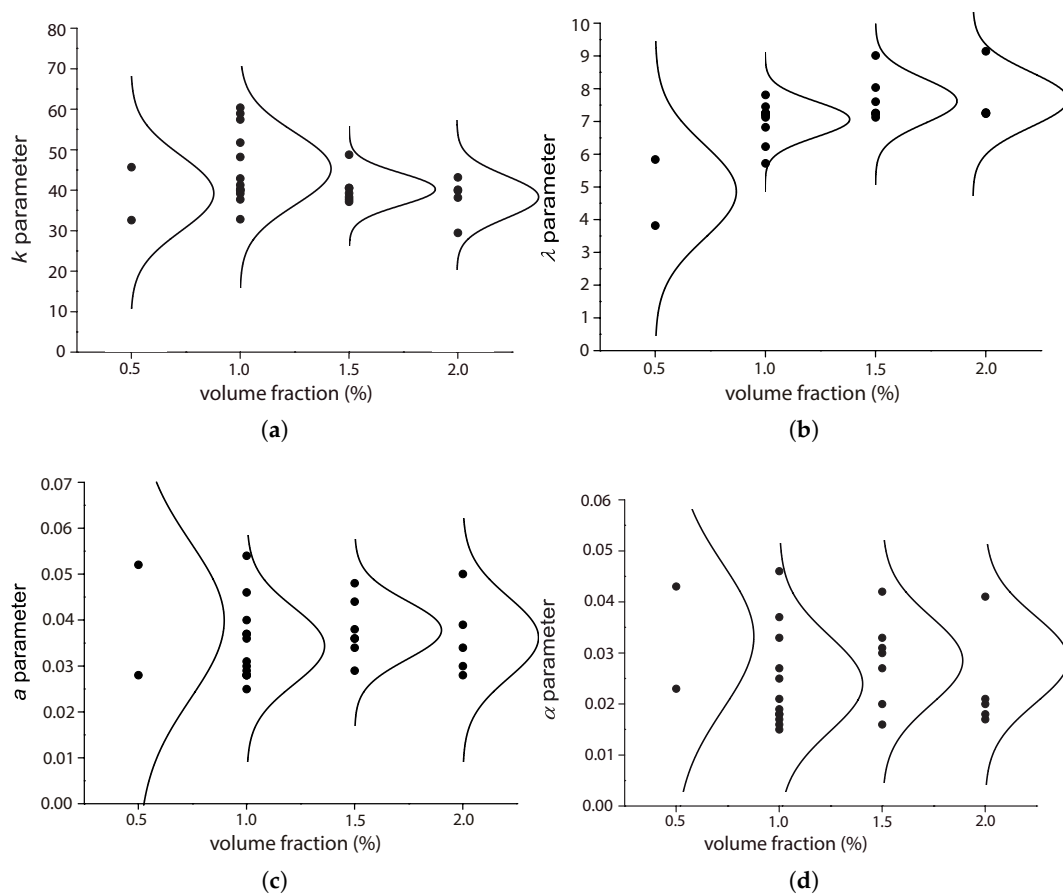 80
70
60
50
40
30
20
10
0
k parameter
0.5 1.0 1.5 2.0
volume fraction (%)
(a)
10
9
8
7
6
5
4
3
2
1
0
λ parameter
0.5 1.0 1.5 2.0
volume fraction (%)
(b)
0.07
0.06
0.05
0.04
0.03
0.02
0.01
0.00
a parameter
0.5 1.0 1.5 2.0
volume fraction (%)
(c)
0.06
0.05
0.04
0.03
0.02
0.01
0.00
α parameter
0.5 1.0 1.5 2.0
volume fraction (%)
(d)